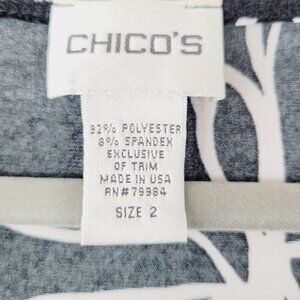 CHICO'S
92% POLYESTER
8% SPANDEX
EXCLUSIVE
OF TRIM
MADE IN USA
RN#79984
SIZE 2